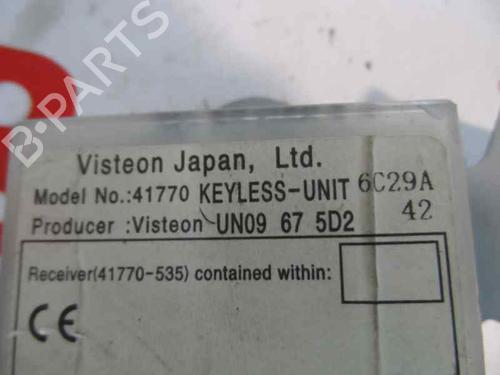 B-PARTS
Visteon Japan, Ltd.
Model No.:41770 KEYLESS-UNIT 6C29A
Producer :Visteon UN09 67 5D2 42
Receiver(41770-535) contained within:
CE